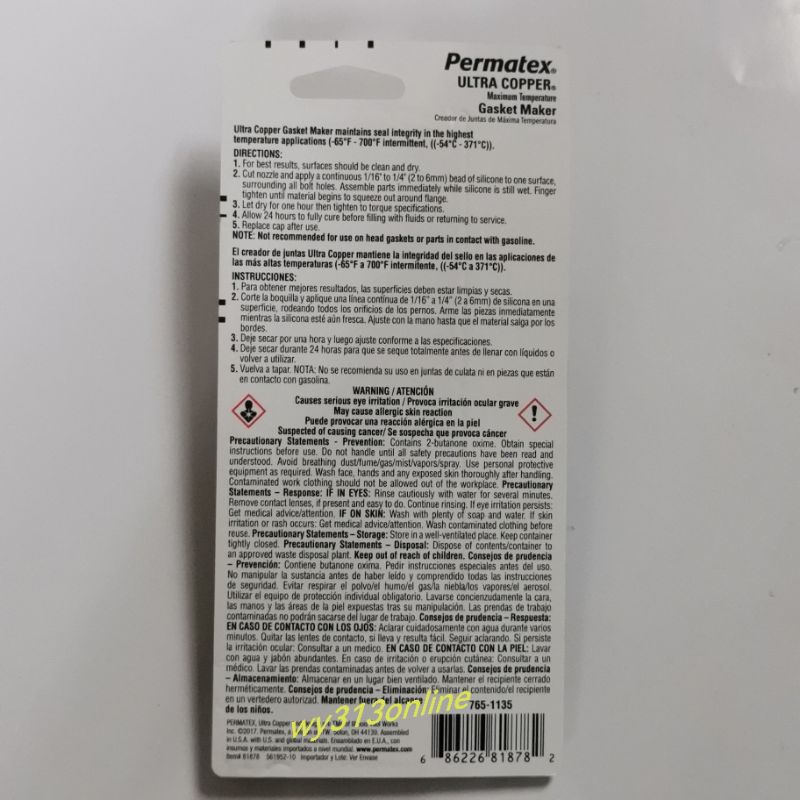 Permatex®
ULTRA COPPER®
Maximum Temperature
Gasket Maker
Creador de Juntas de Máxima Temperatura
Ultra Copper Gasket Maker maintains seal integrity in the highest
temperature applications (-65°F - 700°F intermittent, ((-54°C - 371°C)).
DIRECTIONS:
1. For best results, surfaces should be clean and dry.
2. Cut nozzle and apply a continuous 1/16" to 1/4" (2 to 6mm) bead of silicone to one surface,
surrounding all bolt holes. Assemble parts immediately while silicone is still wet. Finger
tighten until material begins to squeeze out around flange.
3. Let dry for one hour then tighten to torque specifications.
4. Allow 24 hours to fully cure before filling with fluids or returning to service.
5. Replace cap after use.
NOTE: Not recommended for use on head gaskets or parts in contact with gasoline.
El creador de juntas Ultra Copper mantiene la integridad del sello en las aplicaciones de
las más altas temperaturas (-65°F a 700°F intermitente, ((-54°C a 371°C)).
INSTRUCCIONES:
1. Para obtener mejores resultados, las superficies deben estar limpias y secas.
2. Corte la boquilla y aplique una línea continua de 1/16" a 1/4" (2 a 6mm) de silicona en una
superficie, rodeando todos los orificios de los pernos. Arme las piezas inmediatamente
mientras la silicona esté aún fresca. Ajuste con la mano hasta que el material salga por los
bordes.
3. Deje secar por una hora y luego ajuste conforme a las especificaciones.
4. Deje secar durante 24 horas para que se seque totalmente antes de llenar con líquidos o
volver a utilizar.
5. Vuelva a tapar. NOTA: No se recomienda su uso en juntas de culata ni en piezas que están
en contacto con gasolina.
WARNING / ATENCIÓN
Causes serious eye irritation / Provoca irritación ocular grave
May cause allergic skin reaction
Puede provocar una reacción alérgica en la piel
Suspected of causing cancer/ Se sospecha que provoca cáncer
Precautionary Statements - Prevention: Contains 2-butanone oxime. Obtain special
instructions before use. Do not handle until all safety precautions have been read and
understood. Avoid breathing dust/fume/gas/mist/vapors/spray. Use personal protective
equipment as required. Wash face, hands and any exposed skin thoroughly after handling.
Contaminated work clothing should not be allowed out of the workplace. Precautionary
Statements – Response: IF IN EYES: Rinse cautiously with water for several minutes.
Remove contact lenses, if present and easy to do. Continue rinsing. If eye irritation persists:
Get medical advice/attention. IF ON SKIN: Wash with plenty of soap and water. If skin
irritation or rash occurs: Get medical advice/attention. Wash contaminated clothing before
reuse. Precautionary Statements – Storage: Store in a well-ventilated place. Keep container
tightly closed. Precautionary Statements – Disposal: Dispose of contents/container to
an approved waste disposal plant. Keep out of reach of children. Consejos de prudencia
– Prevención: Contiene butanona oxima. Pedir instrucciones especiales antes del uso.
No manipular la sustancia antes de haber leído y comprendido todas las instrucciones
de seguridad. Evitar respirar el polvo/el humo/el gas/la niebla/los vapores/el aerosol.
Utilizar el equipo de protección individual obligatorio. Lavarse concienzudamente la cara,
las manos y las áreas de la piel expuestas tras su manipulación. Las prendas de trabajo
contaminadas no podrán sacarse del lugar de trabajo. Consejos de prudencia – Respuesta:
EN CASO DE CONTACTO CON LOS OJOS: Aclarar cuidadosamente con agua durante varios
minutos. Quitar las lentes de contacto, si lleva y resulta fácil. Seguir aclarando. Si persiste
la irritación ocular: Consultar a un medico. EN CASO DE CONTACTO CON LA PIEL: Lavar
con agua y jabón abundantes. En caso de irritación o erupción cutánea: Consultar a un
médico. Lavar las prendas contaminadas antes de volver a usarlas. Consejos de prudencia
– Almacenamiento: Almacenar en un lugar bien ventilado. Mantener el recipiente cerrado
herméticamente. Consejos de prudencia – Eliminación: Eliminar el contenido/el recipiente
en un vertedero autorizado. Mantener fuera del alcance
de los niños.
765-1135
wy313online
PERMATEX, Ultra Copper Works
Inc. ©2017. Permatex, Solon, OH 44139. Assembled
in U.S.A. with U.S. and global materials. Ensamblado en E.U.A. con
insumos y materiales importados a nivel mundial. www.permatex.com
Item# 81878 561952-10 Importador y Lote: Ver Envase
6 86226 81878 2